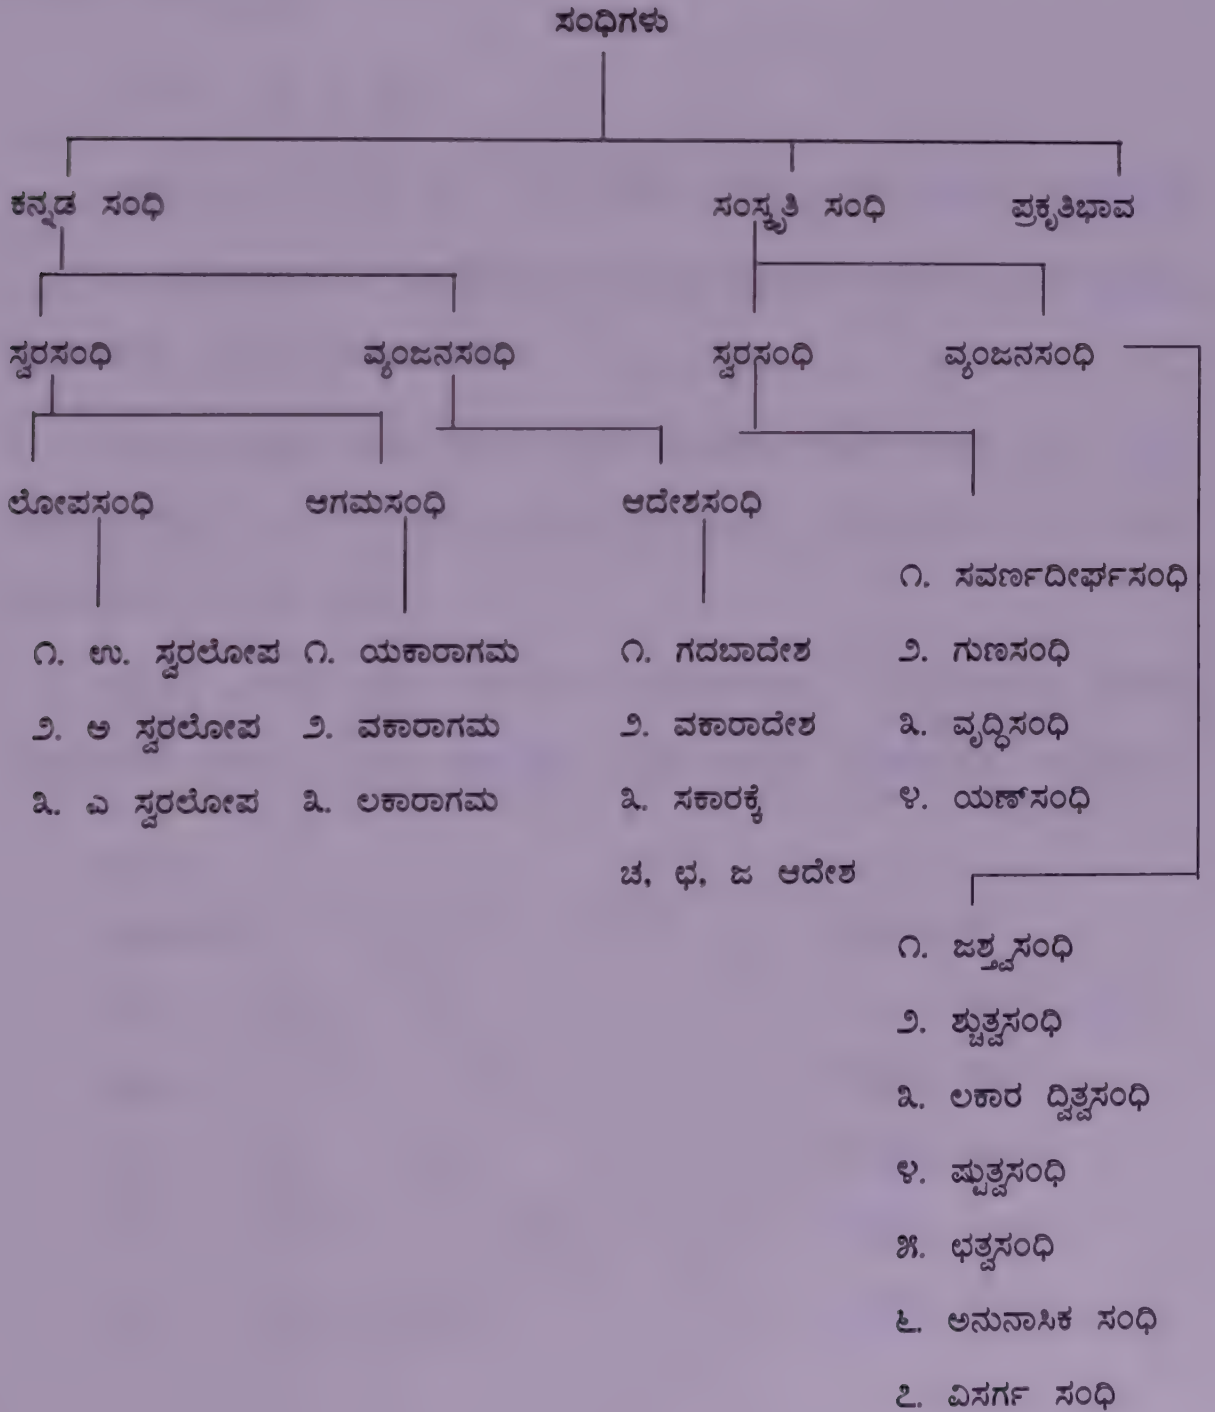 ಸಂಧಿಗಳು
ಕನ್ನಡ ಸಂಧಿ ಸಂಸ್ಕೃತಿ ಸಂಧಿ ಪ್ರಕೃತಿಭಾವ
ಸ್ವರಸಂಧಿ ವ್ಯಂಜನಸಂಧಿ ಸ್ವರಸಂಧಿ ವ್ಯಂಜನಸಂಧಿ
ಲೋಪಸಂಧಿ ಆಗಮಸಂಧಿ ಆದೇಶಸಂಧಿ
೧. ಸವರ್ಣದೀರ್ಘಸಂಧಿ
೧. ಉ. ಸ್ವರಲೋಪ ೧. ಯಕಾರಾಗಮ ೧. ಗದಬಾದೇಶ ೨. ಗುಣಸಂಧಿ
೨. ಅ ಸ್ವರಲೋಪ ೨. ವಕಾರಾಗಮ ೨. ವಕಾರಾದೇಶ ೩. ವೃದ್ಧಿಸಂಧಿ
೩. ಎ ಸ್ವರಲೋಪ ೩. ಲಕಾರಾಗಮ ೩. ಸಕಾರಕ್ಕೆ ೪. ಯಣ್‌ಸಂಧಿ
ಚ, ಛ, ಜ ಆದೇಶ
೧. ಜಶ್ತ್ವಸಂಧಿ
೨. ಶ್ಚುತ್ವಸಂಧಿ
೩. ಲಕಾರ ದ್ವಿತ್ವಸಂಧಿ
೪. ಷ್ಟುತ್ವಸಂಧಿ
೫. ಛತ್ವಸಂಧಿ
೬. ಅನುನಾಸಿಕ ಸಂಧಿ
೭. ವಿಸರ್ಗ ಸಂಧಿ